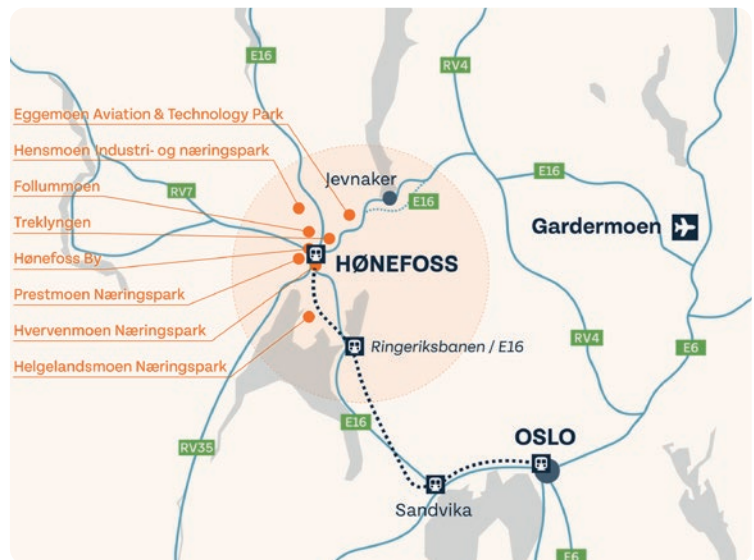 E16
RV4
Eggemoen Aviation & Technology Park
Hensmoen Industri- og næringspark
Jevnaker
E16
Follummoen
RV7
E16
Treklyngen
Gardermoen
Hønefoss By
HØNEFOSS
Prestmoen Næringspark
Hvervenmoen Næringspark
RV4
Ringeriksbanen / E16
E6
Helgelandsmoen Næringspark
E16
OSLO
RV35
Sandvika
E6